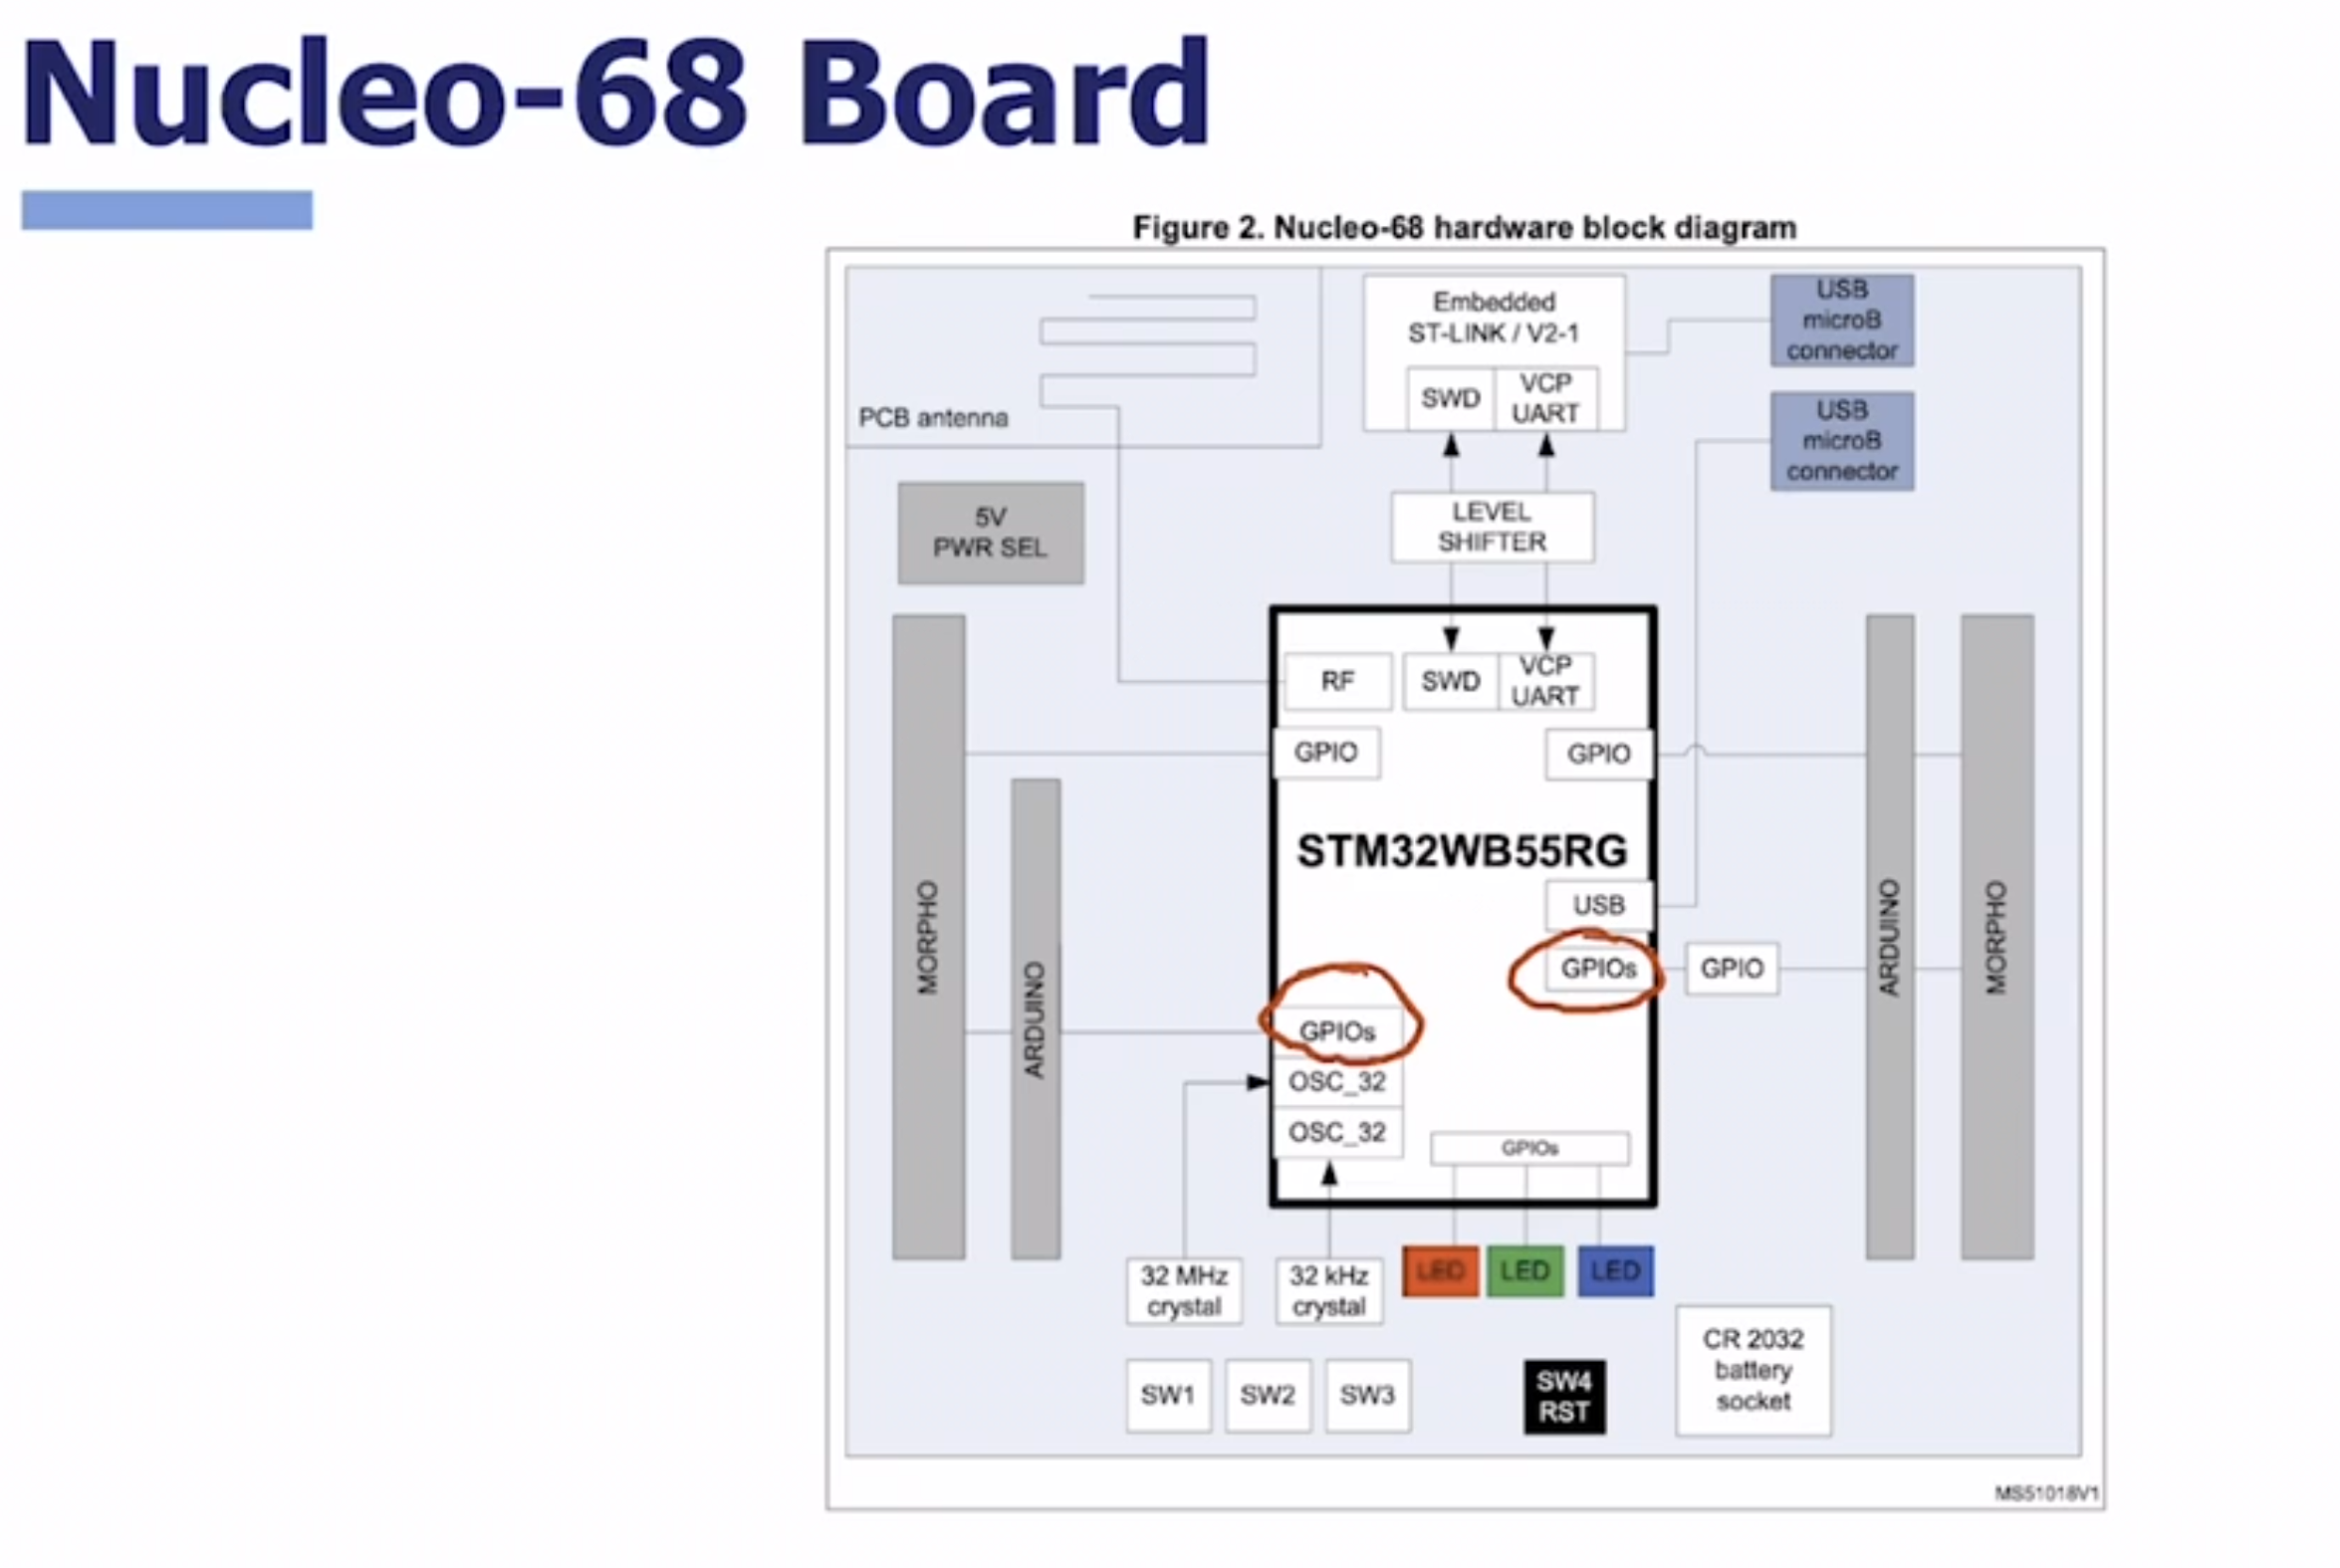 Nucleo-68 Board
Figure 2. Nucleo-68 hardware block diagram
PCB antenna
Embedded
ST-LINK / V2-1
SWD
VCP
UART
USB
microB
connector
USB
microB
connector
5V
PWR SEL
LEVEL
SHIFTER
RF
SWD
VCP
UART
GPIO
GPIO
STM32WB55RG
USB
GPIOs
GPIO
GPIOs
OSC_32
OSC_32
GPIOs
MORPHO
ARDUINO
ARDUINO
MORPHO
32 MHz
crystal
32 kHz
crystal
LED
LED
LED
SW1
SW2
SW3
SW4
RST
CR 2032
battery
socket
MS51018V1